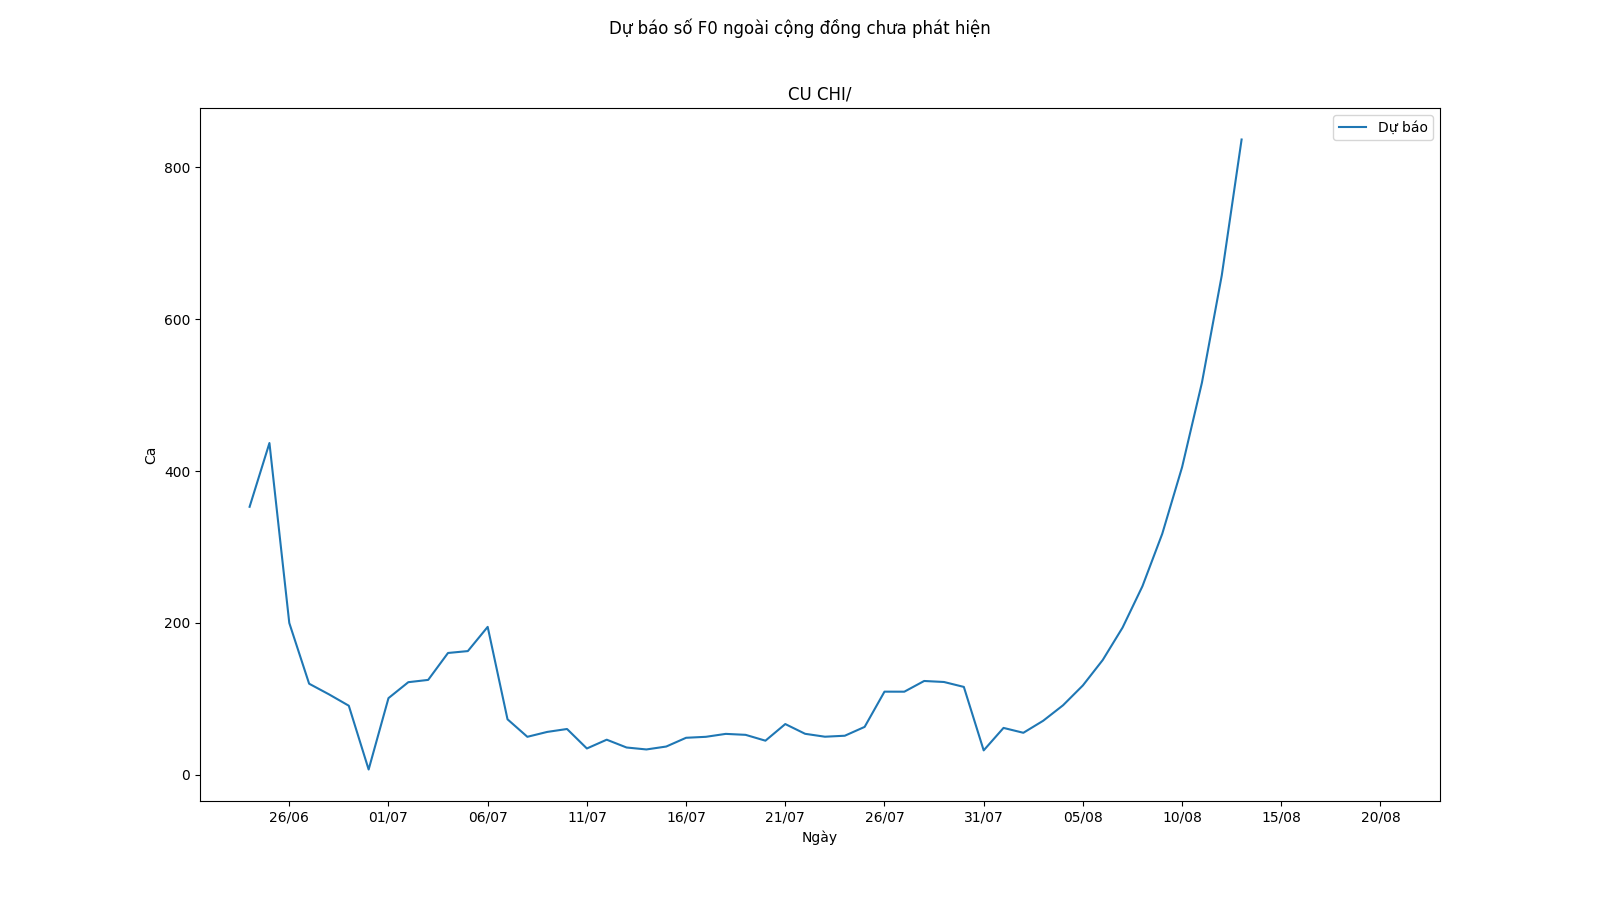 Dự báo số F0 ngoài cộng đồng chưa phát hiện
CU CHI/
Dự báo
800
600
400
200
0
Ca
26/06 01/07 06/07 11/07 16/07 21/07 26/07 31/07 05/08 10/08 15/08 20/08
Ngày